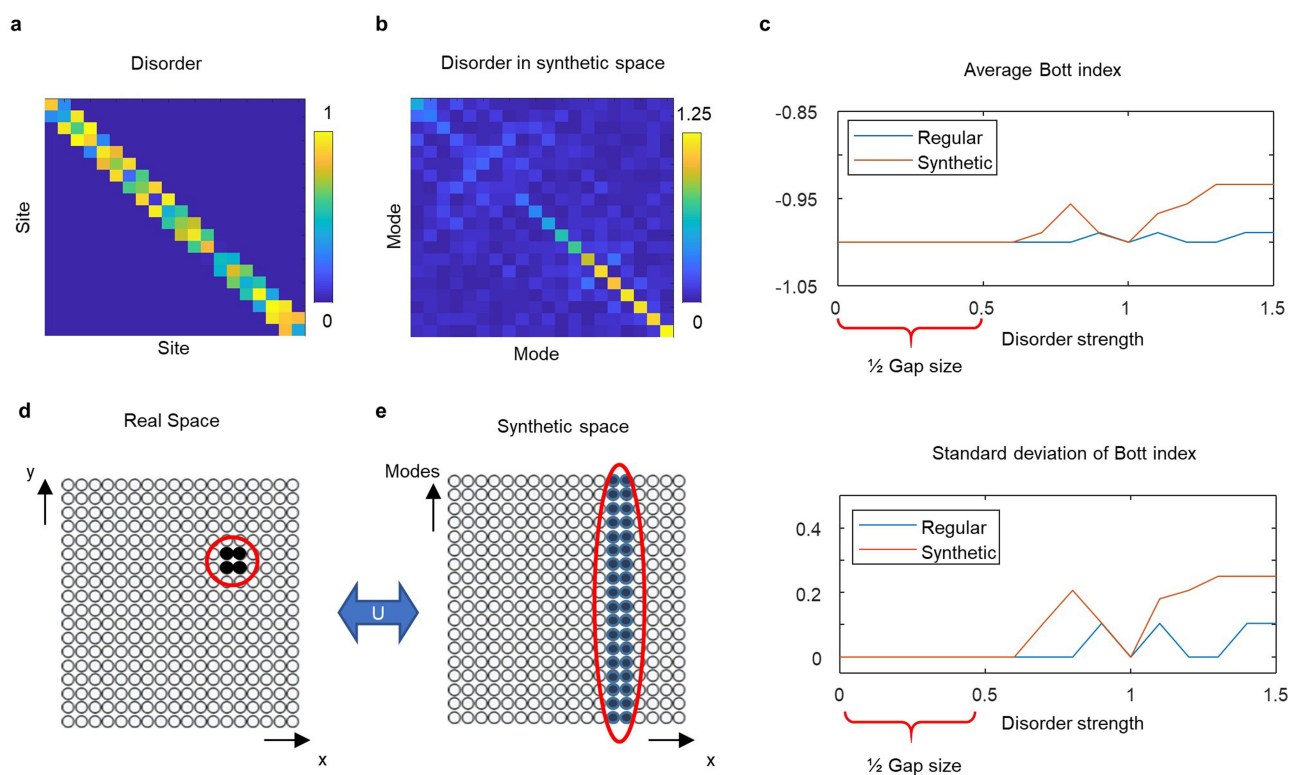 a
Disorder
1
0
Site
Site
b
Disorder in synthetic space
1.25
0
Mode
Mode
c
Average Bott index
-0.85
-0.95
-1.05
Regular
Synthetic
0
0.5
1
1.5
Disorder strength
½ Gap size
d
Real Space
y
x
U
e
Synthetic space
Modes
x
Standard deviation of Bott index
0.4
0.2
0
Regular
Synthetic
0
0.5
1
1.5
Disorder strength
½ Gap size